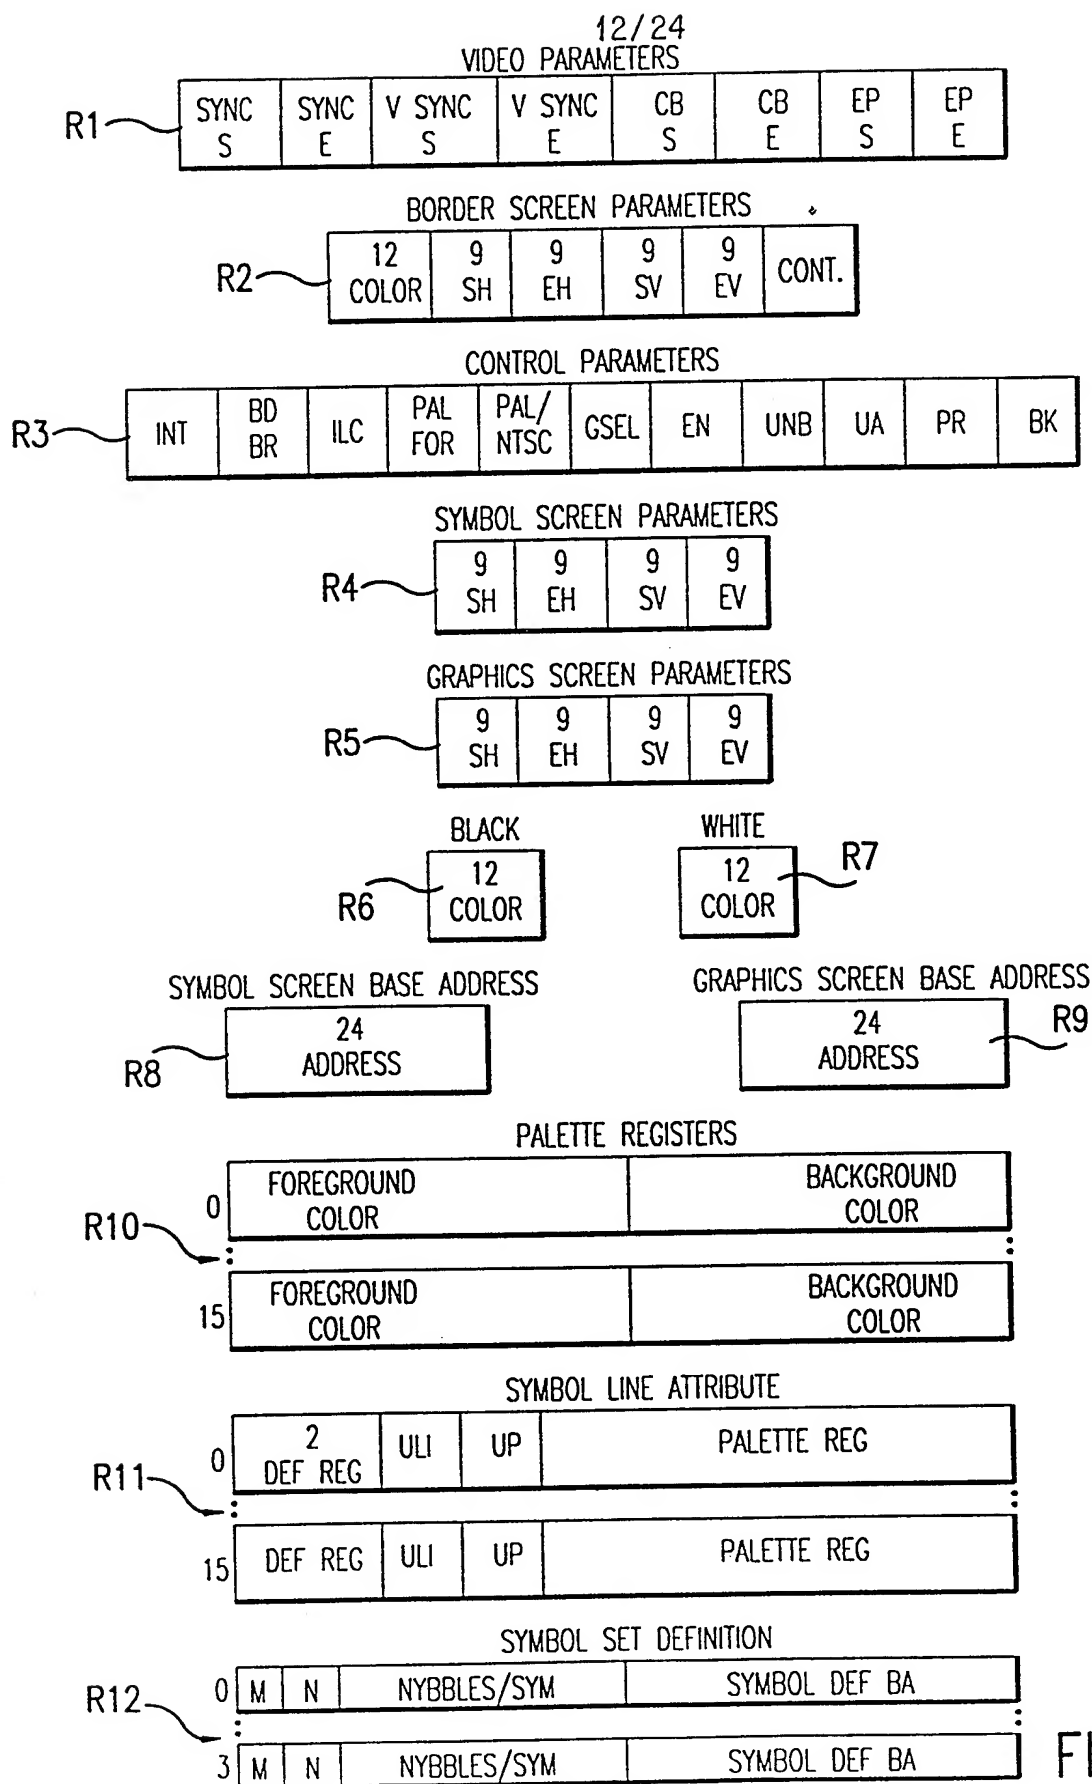 12/24
VIDEO PARAMETERS
R1
SYNC S
SYNC E
V SYNC S
V SYNC E
CB S
CB E
EP S
EP E
BORDER SCREEN PARAMETERS
R2
12 COLOR
9 SH
9 EH
9 SV
9 EV
CONT.
CONTROL PARAMETERS
R3
INT
BD BR
ILC
PAL FOR
PAL/ NTSC
GSEL
EN
UNB
UA
PR
BK
SYMBOL SCREEN PARAMETERS
R4
9 SH
9 EH
9 SV
9 EV
GRAPHICS SCREEN PARAMETERS
R5
9 SH
9 EH
9 SV
9 EV
BLACK
R6
12 COLOR
WHITE
12 COLOR
R7
SYMBOL SCREEN BASE ADDRESS
R8
24 ADDRESS
GRAPHICS SCREEN BASE ADDRESS
24 ADDRESS
R9
PALETTE REGISTERS
R10
0 FOREGROUND COLOR BACKGROUND COLOR
15 FOREGROUND COLOR BACKGROUND COLOR
SYMBOL LINE ATTRIBUTE
R11
0 2 DEF REG ULI UP PALETTE REG
15 DEF REG ULI UP PALETTE REG
SYMBOL SET DEFINITION
R12
0 M N NYBBLES/SYM SYMBOL DEF BA
3 M N NYBBLES/SYM SYMBOL DEF BA